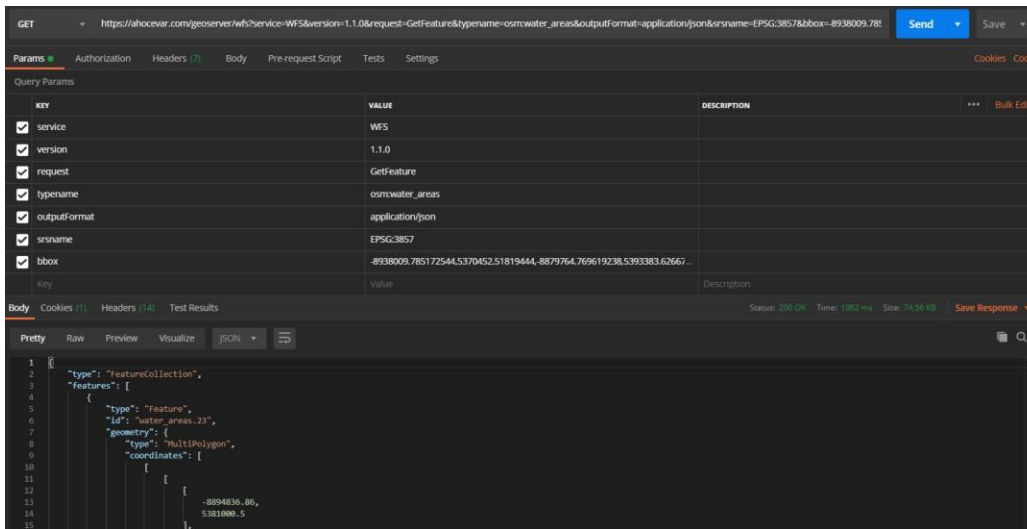 GET https://ahocevar.com/geoserver/wfs?service=WFS&version=1.1.0&request=GetFeature&typename=osm:water_areas&outputFormat=application/json&srsname=EPSG:3857&bbox=-8938009.785 Send Save
Params Authorization Headers (7) Body Pre-request Script Tests Settings Cookies
Query Params
KEY VALUE DESCRIPTION ••• Bulk
service WFS
version 1.1.0
request GetFeature
typename osm:water_areas
outputFormat application/json
srsname EPSG:3857
bbox -8938009.785172544,5370452.51819444,-8879764.769619238,5393383.62667...
Key Value Description
Body Cookies (1) Headers (14) Test Results Status: 200 OK Time: 1062 ms Size: 74.56 KB Save Response
Pretty Raw Preview Visualize JSON
1 {
2 "type": "FeatureCollection",
3 "features": [
4 {
5 "type": "Feature",
6 "id": "water_areas.23",
7 "geometry": {
8 "type": "MultiPolygon",
9 "coordinates": [
10 [
11 [
12 [
13 -8894836.86,
14 5381000.5
15 ],